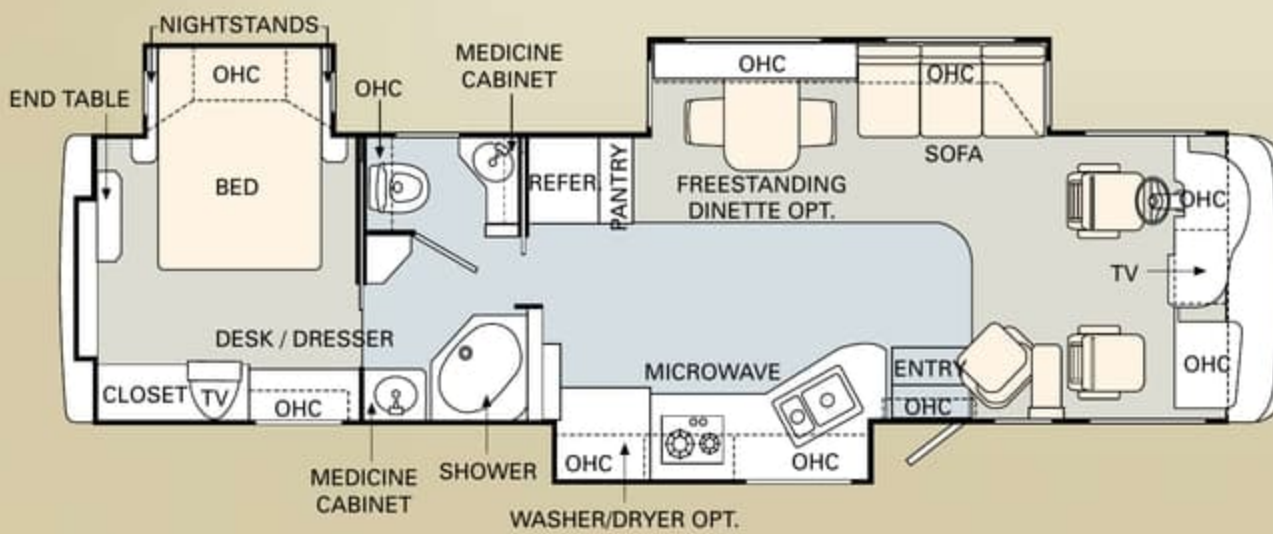 NIGHTSTANDS
OHC
MEDICINE
CABINET
OHC
END TABLE
OHC
OHC
BED
REFER.
PANTRY
FREESTANDING
DINETTE OPT.
SOFA
OHC
TV
DESK / DRESSER
MICROWAVE
ENTRY
OHC
CLOSET
TV
OHC
OHC
OHC
OHC
MEDICINE
CABINET
SHOWER
WASHER/DRYER OPT.